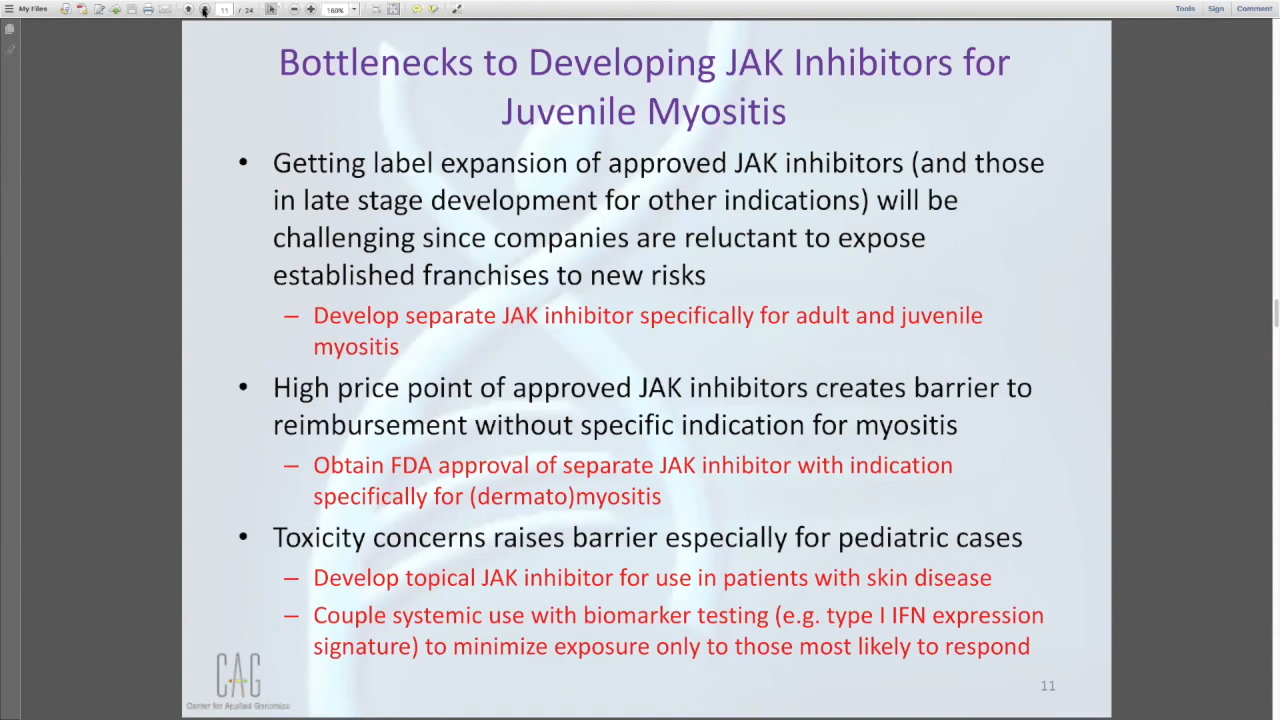 My Files
11 / 24
169%
Tools Sign Comment
Bottlenecks to Developing JAK Inhibitors for
Juvenile Myositis
• Getting label expansion of approved JAK inhibitors (and those
in late stage development for other indications) will be
challenging since companies are reluctant to expose
established franchises to new risks
– Develop separate JAK inhibitor specifically for adult and juvenile
myositis
• High price point of approved JAK inhibitors creates barrier to
reimbursement without specific indication for myositis
– Obtain FDA approval of separate JAK inhibitor with indication
specifically for (dermato)myositis
• Toxicity concerns raises barrier especially for pediatric cases
– Develop topical JAK inhibitor for use in patients with skin disease
– Couple systemic use with biomarker testing (e.g. type I IFN expression
signature) to minimize exposure only to those most likely to respond
CAG
Center for Applied Genomics
11